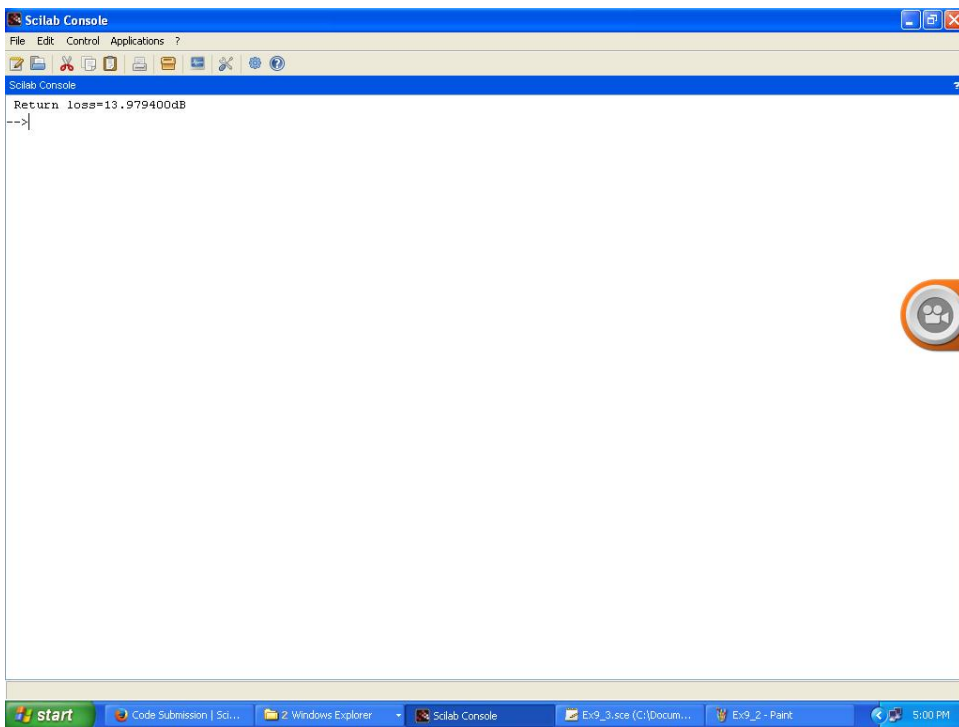 Scilab Console
File Edit Control Applications ?
Scilab Console ?
Return loss=13.979400dB
-->
start Code Submission | Sci... 2 Windows Explorer Scilab Console Ex9_3.sce (C:\Docum... Ex9_2 - Paint 5:00 PM